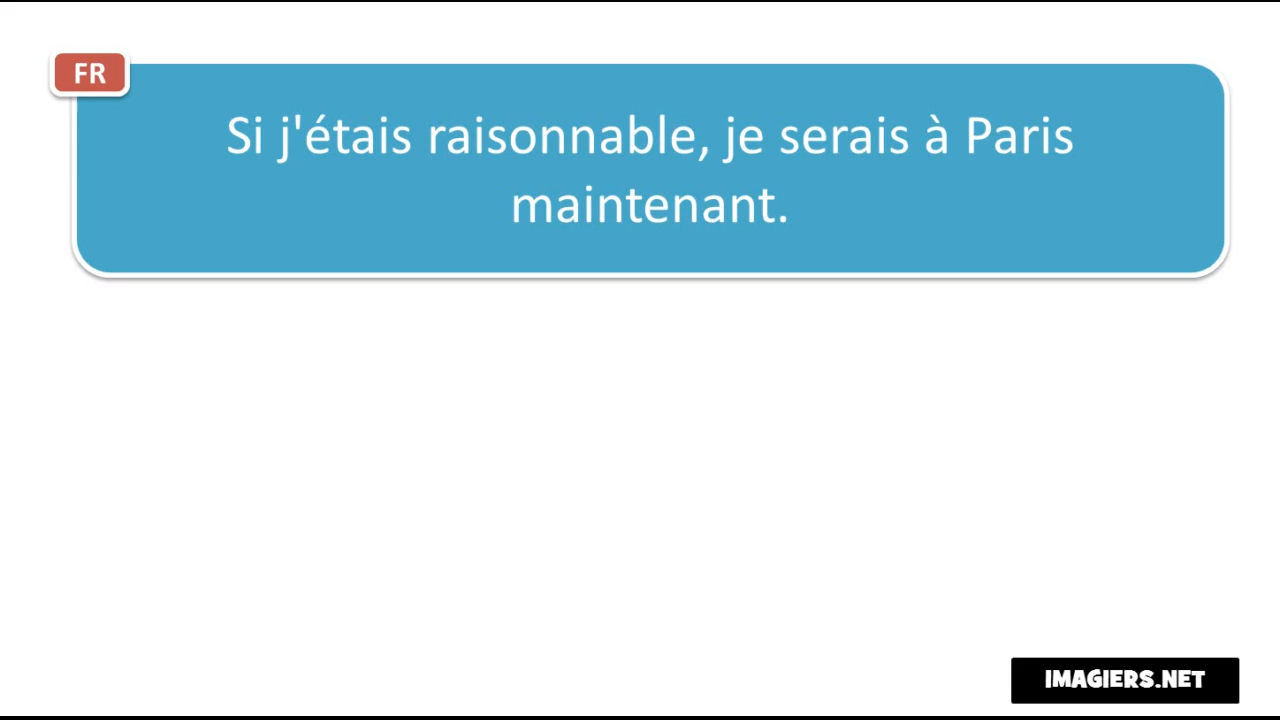 FR
Si j'étais raisonnable, je serais à Paris
maintenant.
IMAGIERS.NET